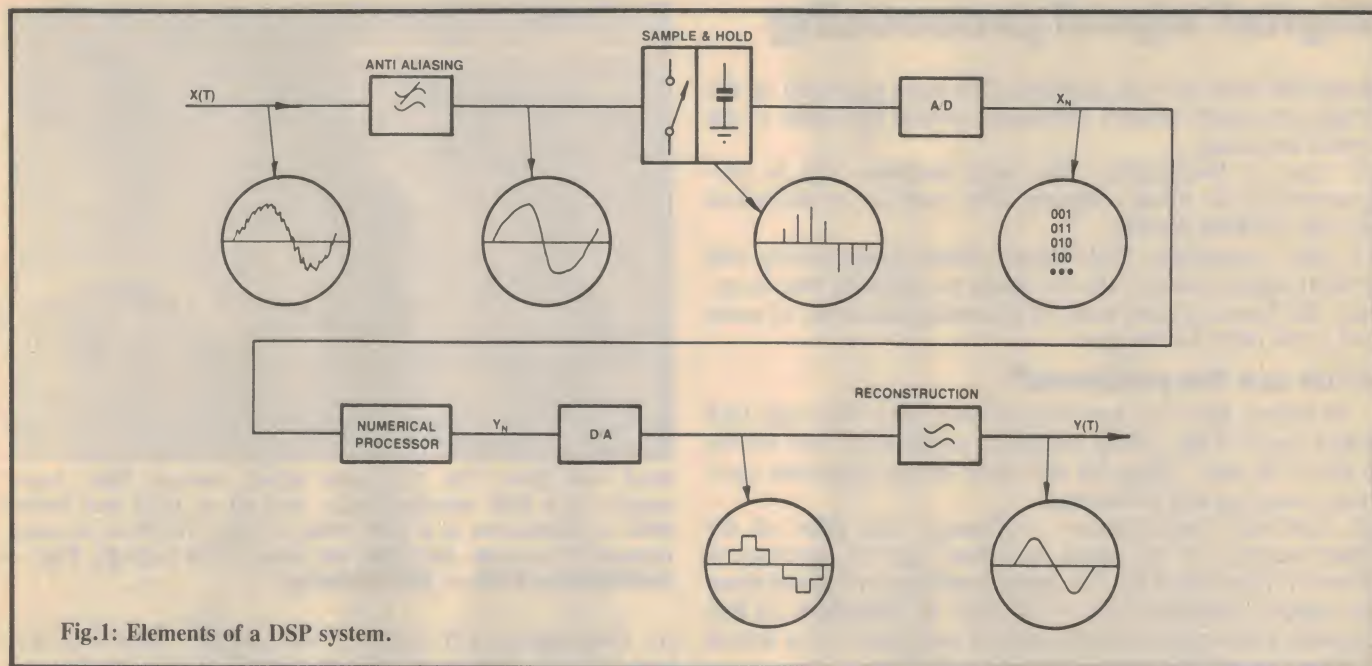 SAMPLE & HOLD
ANTI ALIASING
X(T)
A/D
X_N
001
011
010
100
•••
RECONSTRUCTION
NUMERICAL
PROCESSOR
Y_N
D/A
Y(T)
Fig.1: Elements of a DSP system.